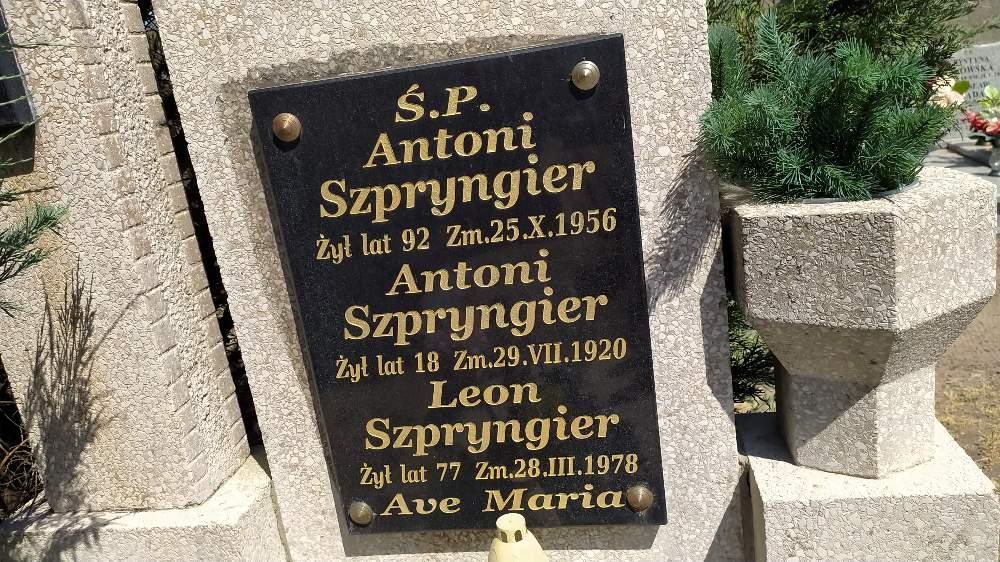 Ś.P.
Antoni
Szpryngier
Żył lat 92 Zm.25.X.1956
Antoni
Szpryngier
Żył lat 18 Zm.29.VII.1920
Leon
Szpryngier
Żył lat 77 Zm.28.III.1978
Ave Maria